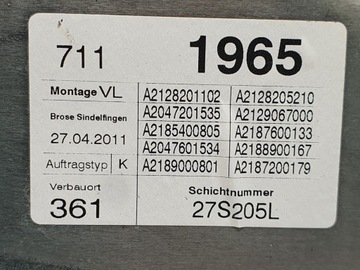 711 1965
Montage VL A2128201102 A2128205210
Brose Sindelfingen A2047201535 A2129067000
27.04.2011 A2185400805 A2187600133
A2047601534 A2188900167
Auftragstyp K A2189000801 A2187200179
Verbauort Schichtnummer
361 27S205L